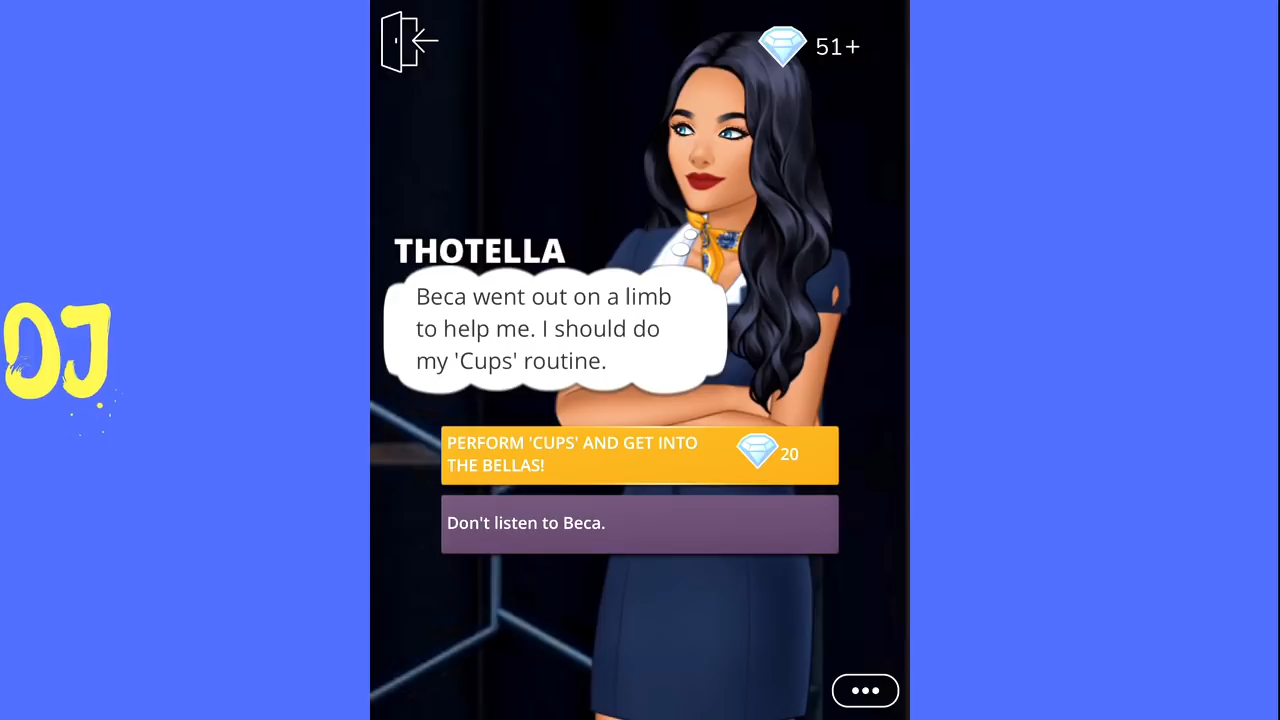 51+
THOTELLA
Beca went out on a limb
to help me. I should do
my 'Cups' routine.
DJ
PERFORM 'CUPS' AND GET INTO
THE BELLAS!
20
Don't listen to Beca.